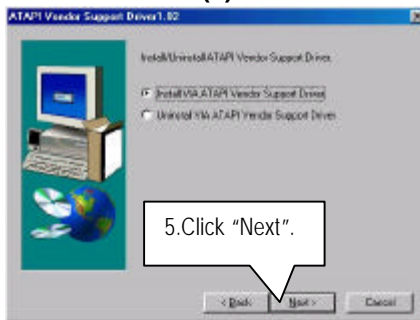 ATAPI Vendor Support Driver1.02
Install/Uninstall ATAPI Vendor Support Driver.
Install VIA ATAPI Vendor Support Driver
Uninstall VIA ATAPI Vendor Support Driver
5.Click “Next”.
< Back
Next >
Cancel